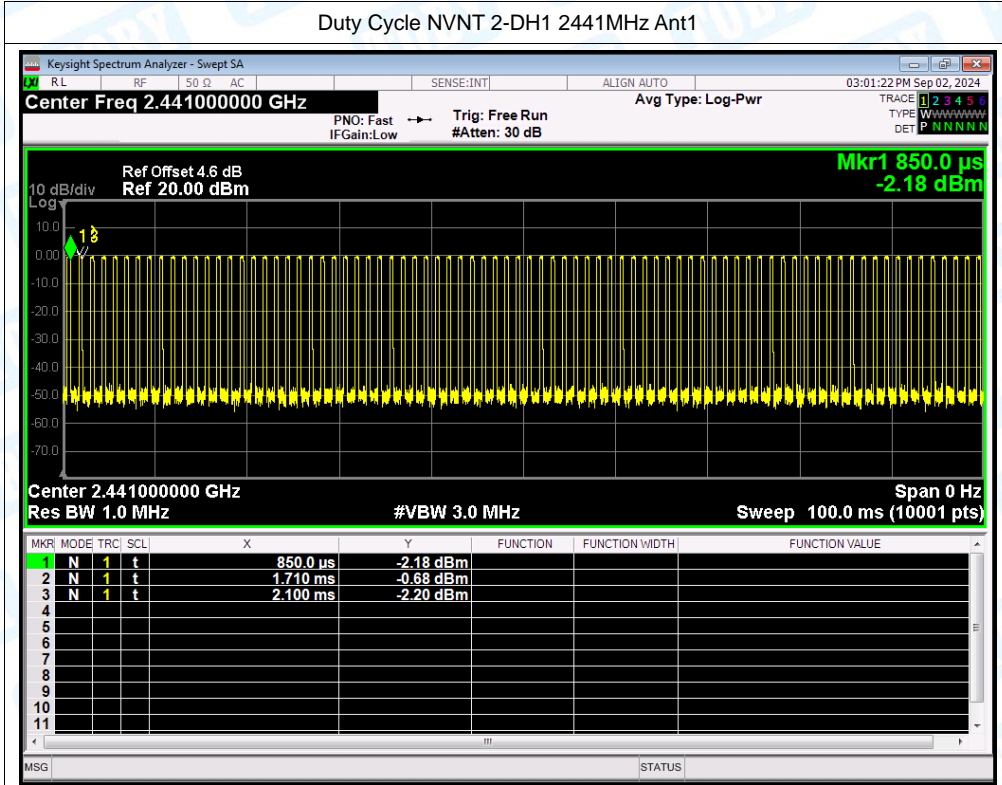 Duty Cycle NVNT 2-DH1 2441MHz Ant1
Keysight Spectrum Analyzer - Swept SA
LXI RL RF 50 Ω AC SENSE:INT ALIGN AUTO 03:01:22 PM Sep 02, 2024
Center Freq 2.441000000 GHz
PNO: Fast
IFGain:Low
Trig: Free Run
#Atten: 30 dB
Avg Type: Log-Pwr
TRACE 1 2 3 4 5 6
TYPE WWWWWW
DET P N N N N N
Mkr1 850.0 µs
-2.18 dBm
Ref Offset 4.6 dB
10 dB/div Ref 20.00 dBm
Log
10.0
0.00
-10.0
-20.0
-30.0
-40.0
-50.0
-60.0
-70.0
1 3
Center 2.441000000 GHz Span 0 Hz
Res BW 1.0 MHz #VBW 3.0 MHz Sweep 100.0 ms (10001 pts)
MKR MODE TRC SCL X Y FUNCTION FUNCTION WIDTH FUNCTION VALUE
1 N 1 t 850.0 µs -2.18 dBm
2 N 1 t 1.710 ms -0.68 dBm
3 N 1 t 2.100 ms -2.20 dBm
4
5
6
7
8
9
10
11
MSG STATUS